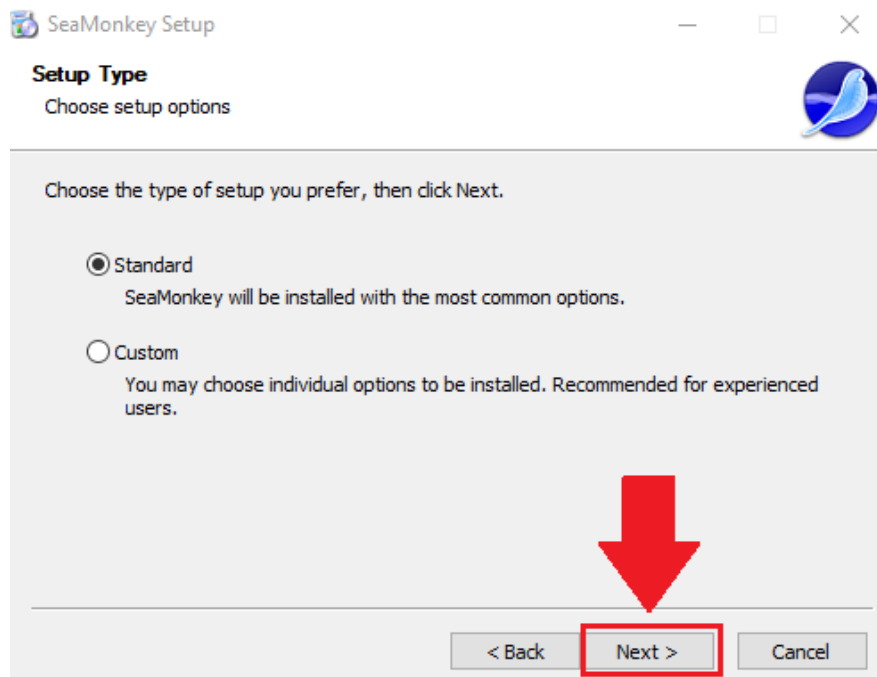 SeaMonkey Setup
Setup Type
Choose setup options
Choose the type of setup you prefer, then click Next.
Standard
SeaMonkey will be installed with the most common options.
Custom
You may choose individual options to be installed. Recommended for experienced
users.
< Back
Next >
Cancel